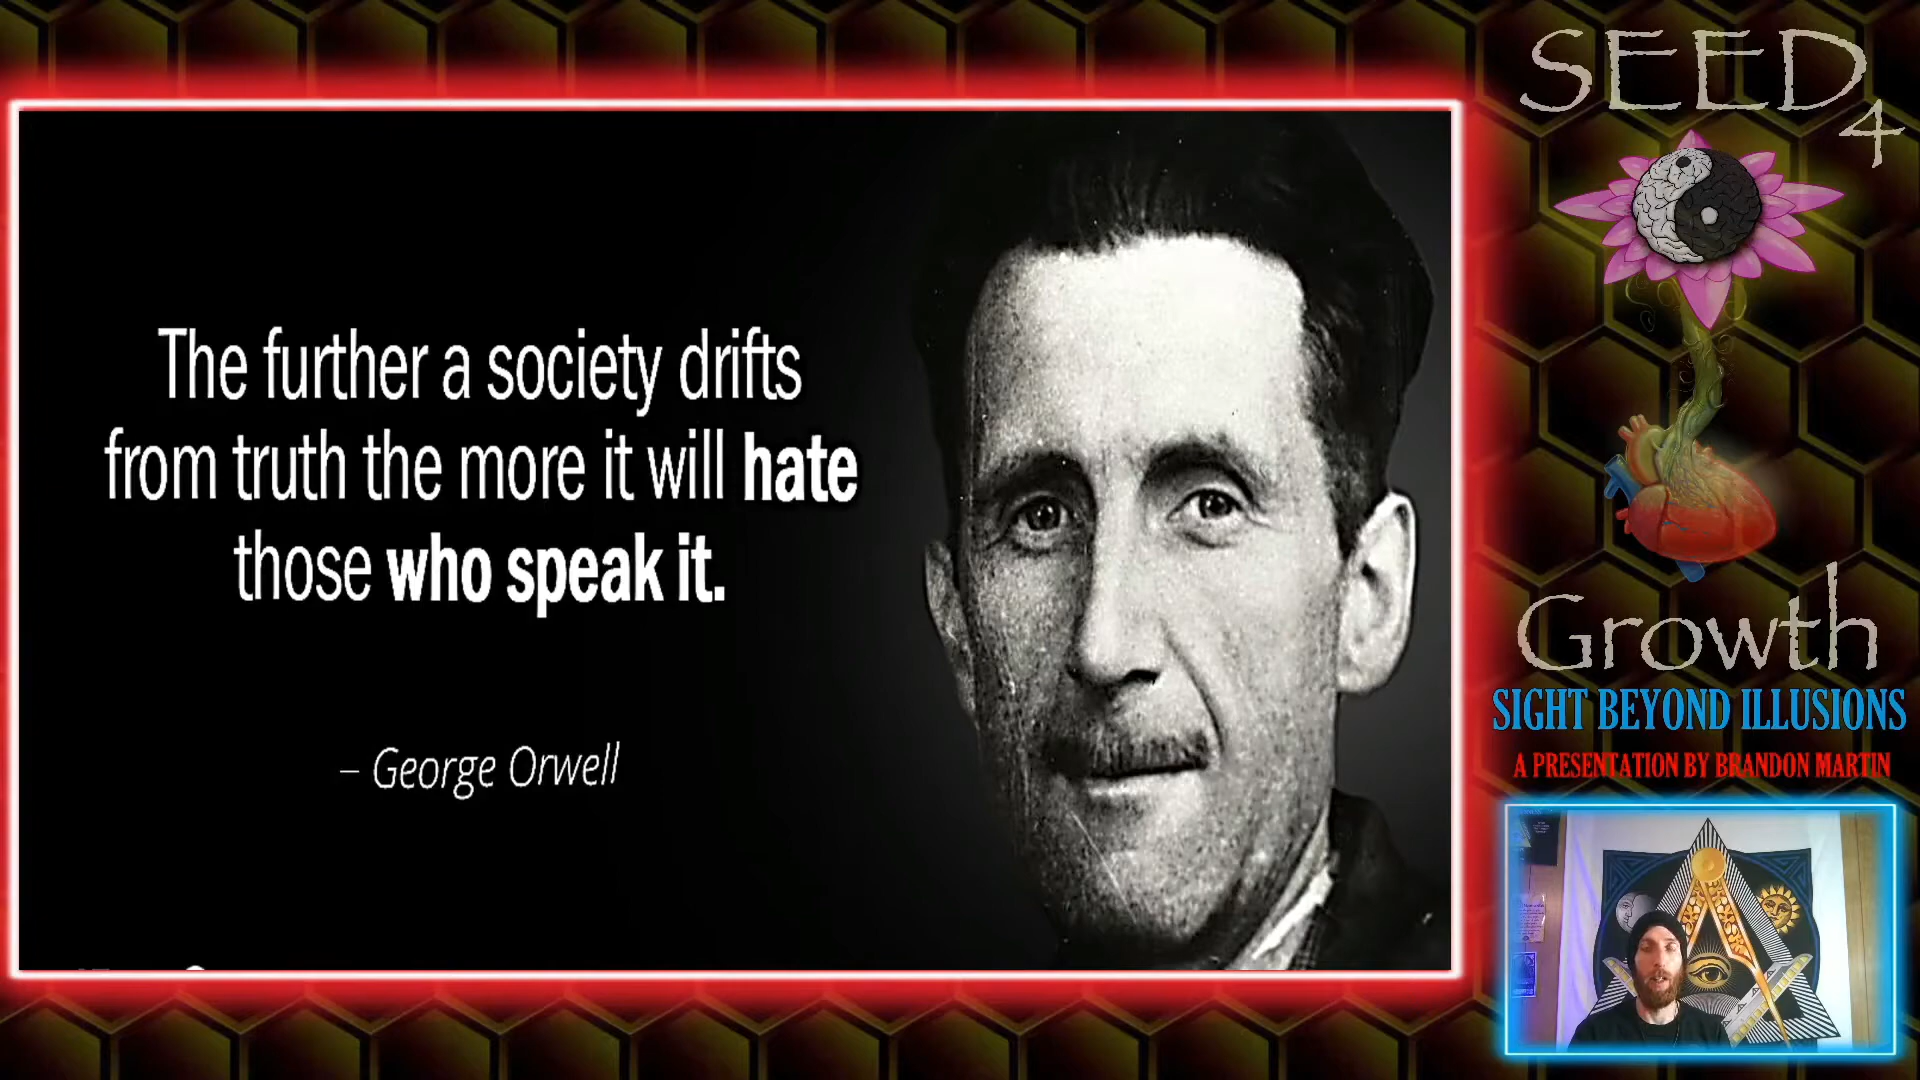 The further a society drifts
from truth the more it will hate
those who speak it.
– George Orwell
SEED
4
Growth
SIGHT BEYOND ILLUSIONS
A PRESENTATION BY BRANDON MARTIN